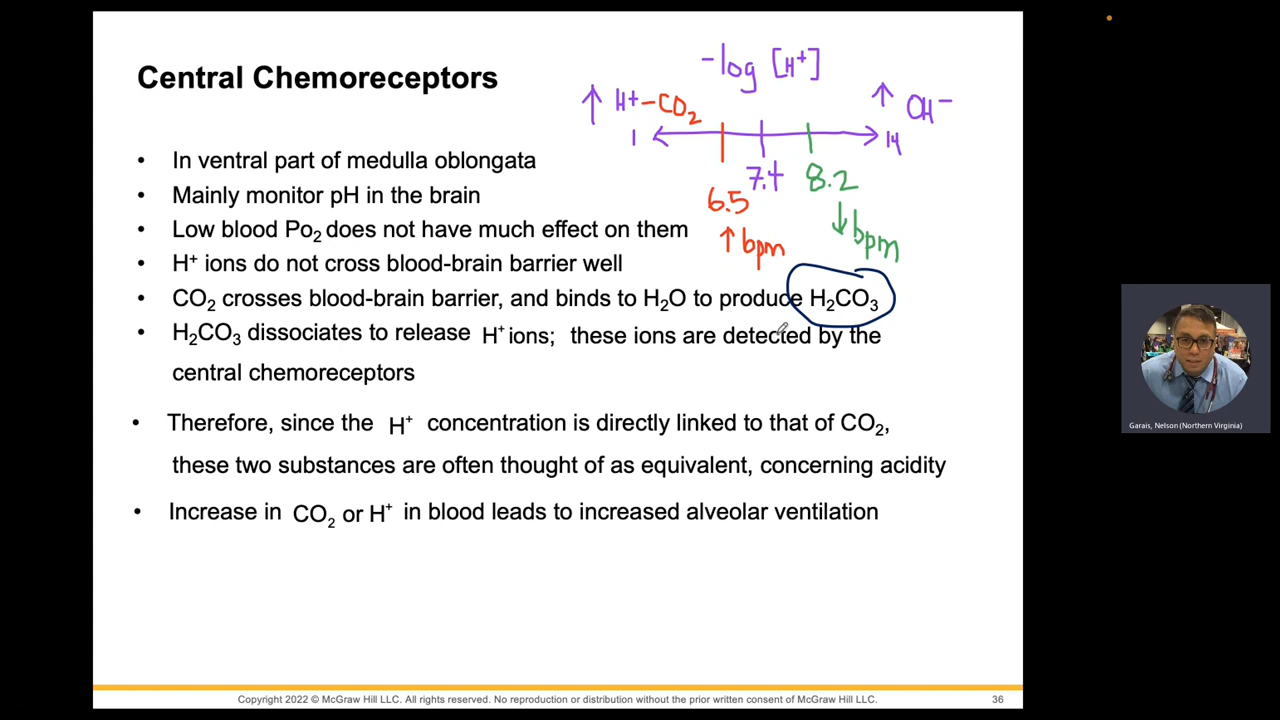 Central Chemoreceptors
-log [H+]
↑ H+-CO2
↑ OH-
1
14
7.4
8.2
6.5
↑bpm
↓bpm
• In ventral part of medulla oblongata
• Mainly monitor pH in the brain
• Low blood Po2 does not have much effect on them
• H+ ions do not cross blood-brain barrier well
• CO2 crosses blood-brain barrier, and binds to H2O to produce H2CO3
• H2CO3 dissociates to release H+ ions; these ions are detected by the
central chemoreceptors
• Therefore, since the H+ concentration is directly linked to that of CO2,
these two substances are often thought of as equivalent, concerning acidity
• Increase in CO2 or H+ in blood leads to increased alveolar ventilation
Garais, Nelson (Northern Virginia)
Copyright 2022 © McGraw Hill LLC. All rights reserved. No reproduction or distribution without the prior written consent of McGraw Hill LLC.
36